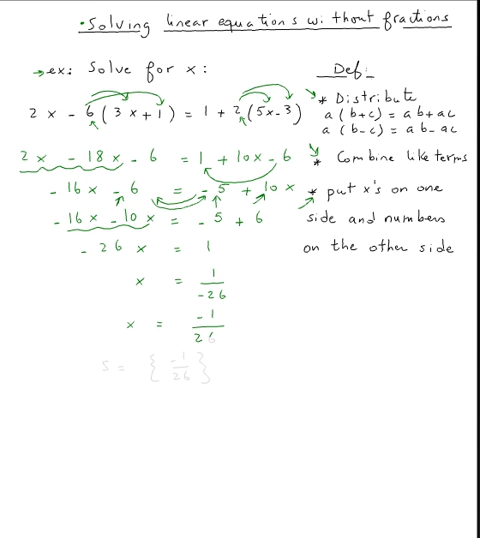 • Solving linear equations without fractions
→ ex: Solve for x:
Def:
2x - 6(3x+1) = 1 + 2(5x-3)
* Distribute
a(b+c) = ab+ac
a(b-c) = ab-ac
2x - 18x - 6 = 1 + 10x - 6
* Combine like terms
- 16x - 6 = - 5 + 10x
* put x's on one
- 16x - 10x = - 5 + 6
side and numbers
- 26x = 1
on the other side
x = 1/-26
x = -1/26
S = { -1/26 }